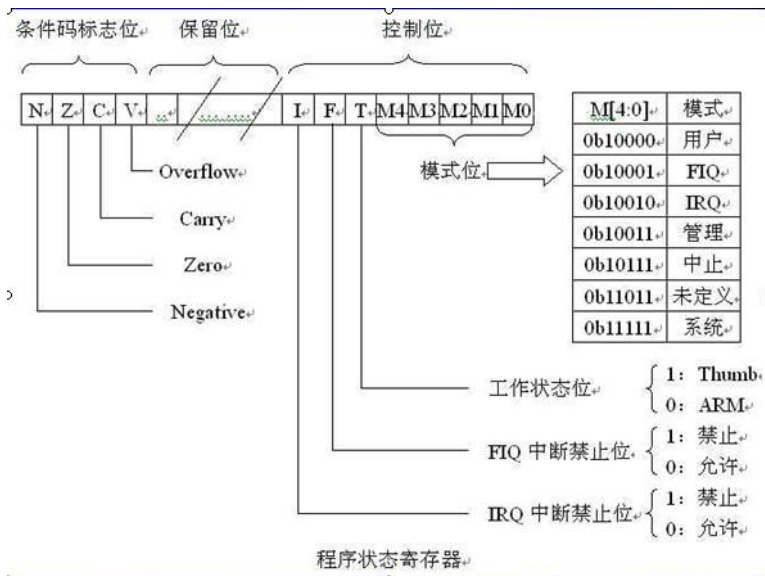 条件码标志位 保留位 控制位
N Z C V .. ........ I F T M4 M3 M2 M1 M0
Overflow
Carry
Zero
Negative
模式位
M[4:0] 模式
0b10000 用户
0b10001 FIQ
0b10010 IRQ
0b10011 管理
0b10111 中止
0b11011 未定义
0b11111 系统
工作状态位 1：Thumb
0：ARM
FIQ 中断禁止位 1：禁止
0：允许
IRQ 中断禁止位 1：禁止
0：允许
程序状态寄存器